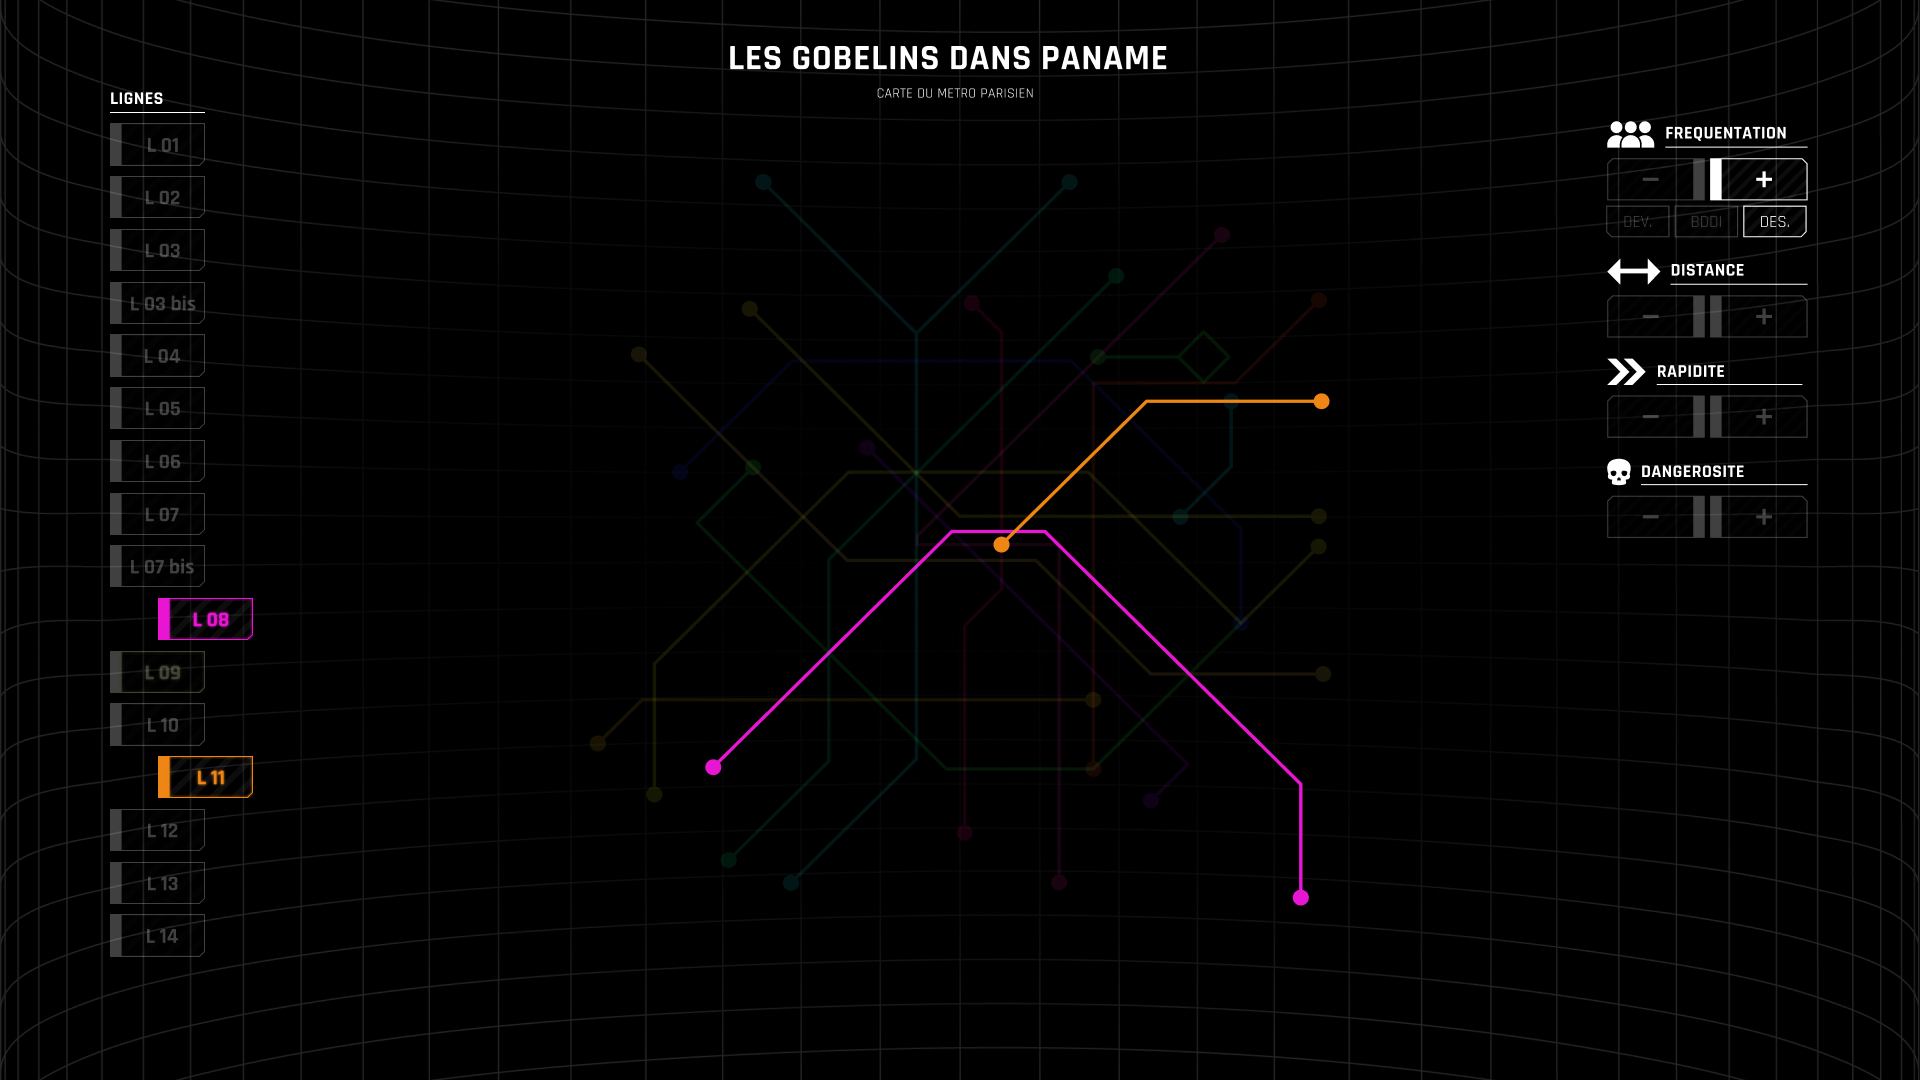 LES GOBELINS DANS PANAME
CARTE DU METRO PARISIEN
LIGNES
L 01
L 02
L 03
L 03 bis
L 04
L 05
L 06
L 07
L 07 bis
L 08
L 09
L 10
L 11
L 12
L 13
L 14
FREQUENTATION
− +
DEV. BDDI DES.
DISTANCE
− +
RAPIDITE
− +
DANGEROSITE
− +